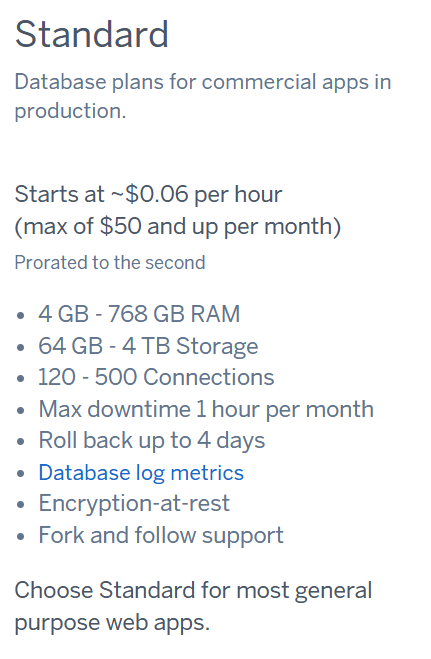 Standard
Database plans for commercial apps in
production.
Starts at ~$0.06 per hour
(max of $50 and up per month)
Prorated to the second
• 4 GB - 768 GB RAM
• 64 GB - 4 TB Storage
• 120 - 500 Connections
• Max downtime 1 hour per month
• Roll back up to 4 days
• Database log metrics
• Encryption-at-rest
• Fork and follow support
Choose Standard for most general
purpose web apps.